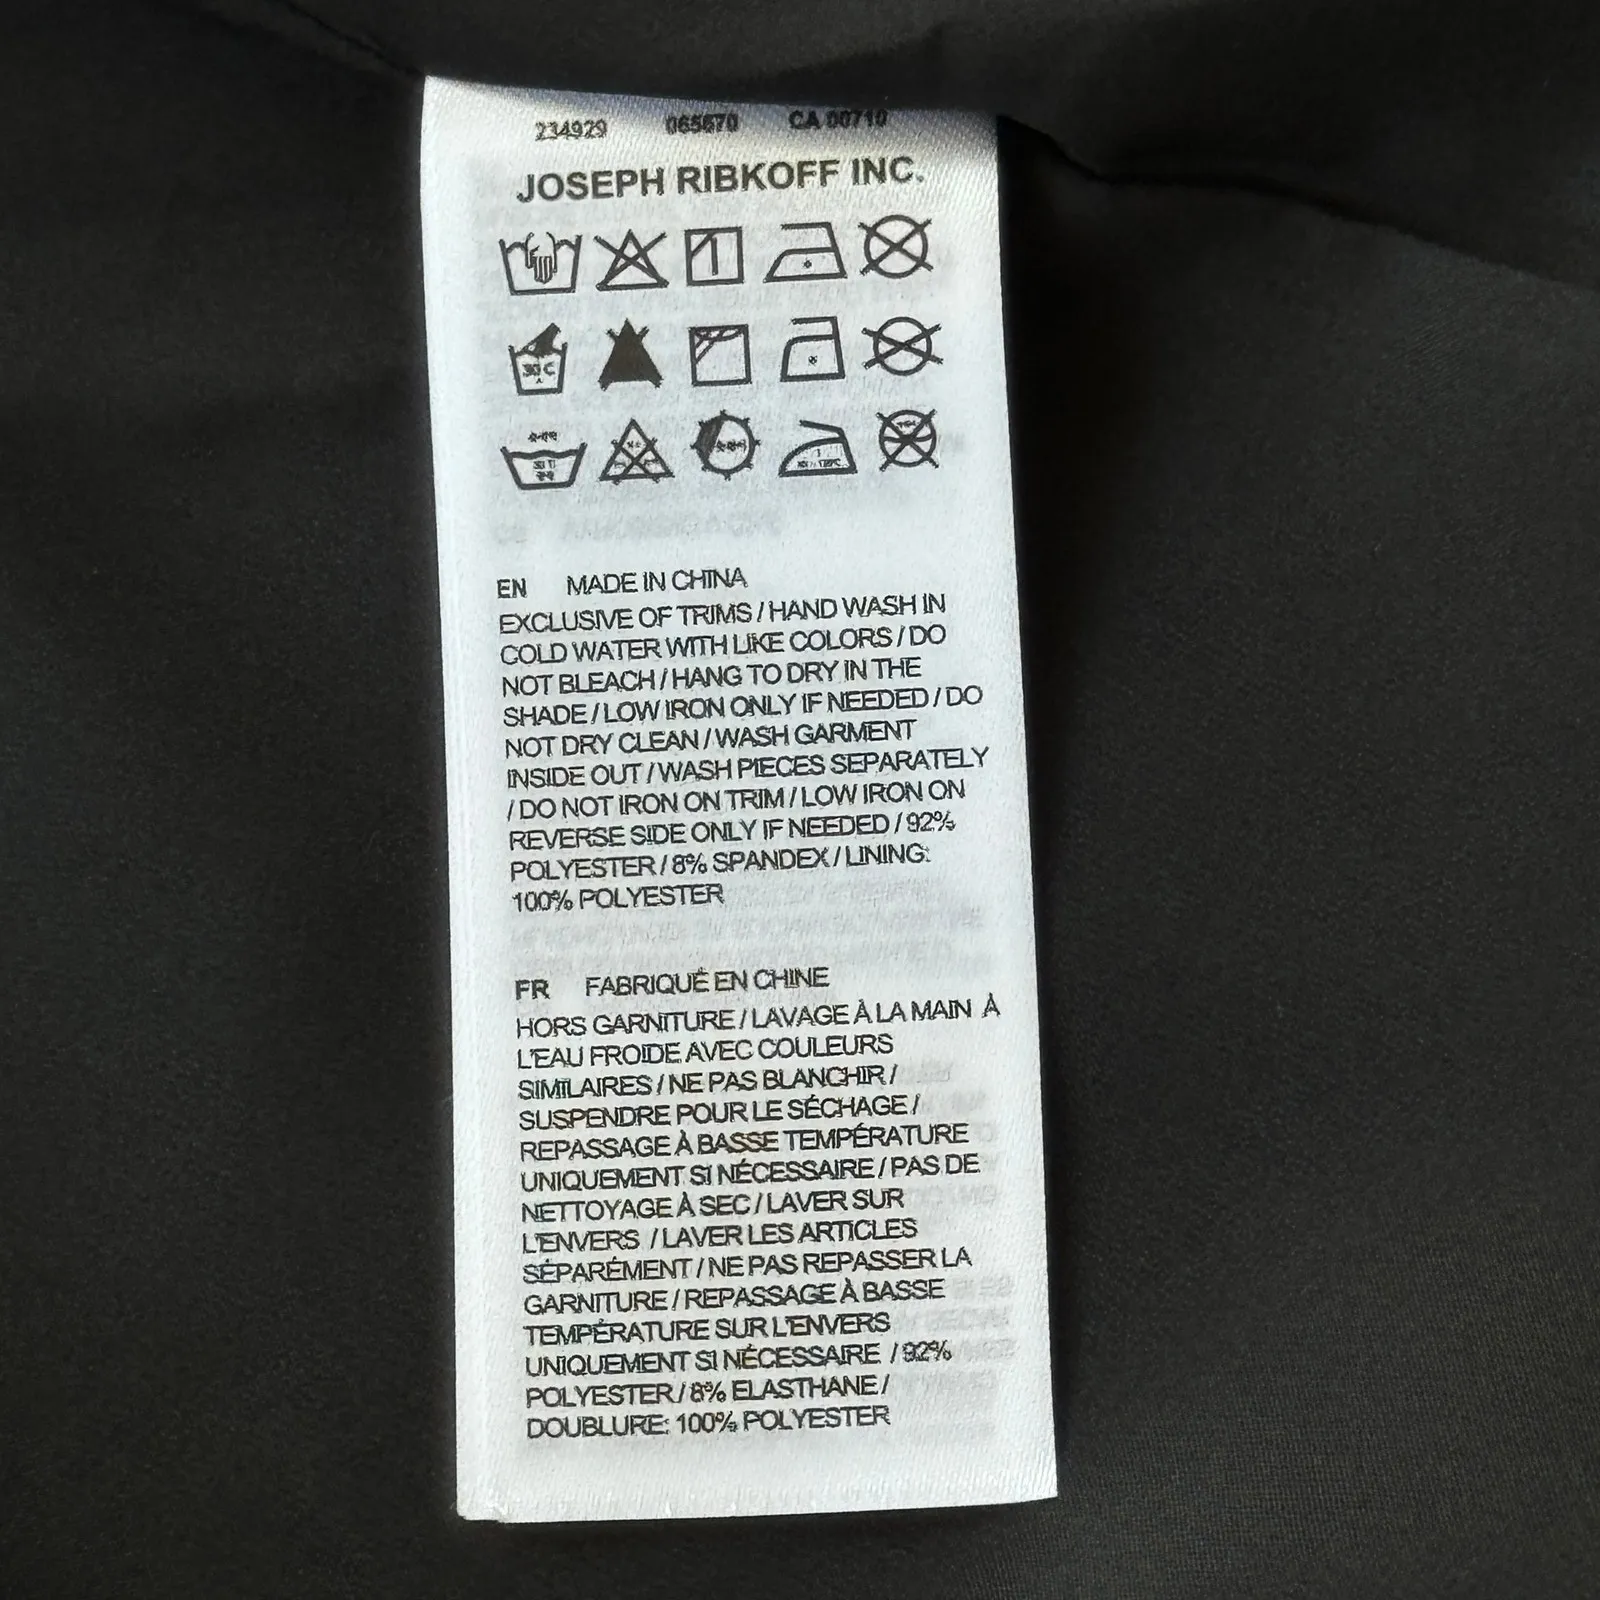 234929 065670 CA 00710
JOSEPH RIBKOFF INC.
30 C
EN MADE IN CHINA
EXCLUSIVE OF TRIMS / HAND WASH IN
COLD WATER WITH LIKE COLORS / DO
NOT BLEACH / HANG TO DRY IN THE
SHADE / LOW IRON ONLY IF NEEDED / DO
NOT DRY CLEAN / WASH GARMENT
INSIDE OUT / WASH PIECES SEPARATELY
/ DO NOT IRON ON TRIM / LOW IRON ON
REVERSE SIDE ONLY IF NEEDED / 92%
POLYESTER / 8% SPANDEX / LINING:
100% POLYESTER
FR FABRIQUÉ EN CHINE
HORS GARNITURE / LAVAGE À LA MAIN À
L'EAU FROIDE AVEC COULEURS
SIMILAIRES / NE PAS BLANCHIR /
SUSPENDRE POUR LE SÉCHAGE /
REPASSAGE À BASSE TEMPÉRATURE
UNIQUEMENT SI NÉCESSAIRE / PAS DE
NETTOYAGE À SEC / LAVER SUR
L'ENVERS / LAVER LES ARTICLES
SÉPARÉMENT / NE PAS REPASSER LA
GARNITURE / REPASSAGE À BASSE
TEMPÉRATURE SUR L'ENVERS
UNIQUEMENT SI NÉCESSAIRE / 92%
POLYESTER / 8% ELASTHANE /
DOUBLURE: 100% POLYESTER